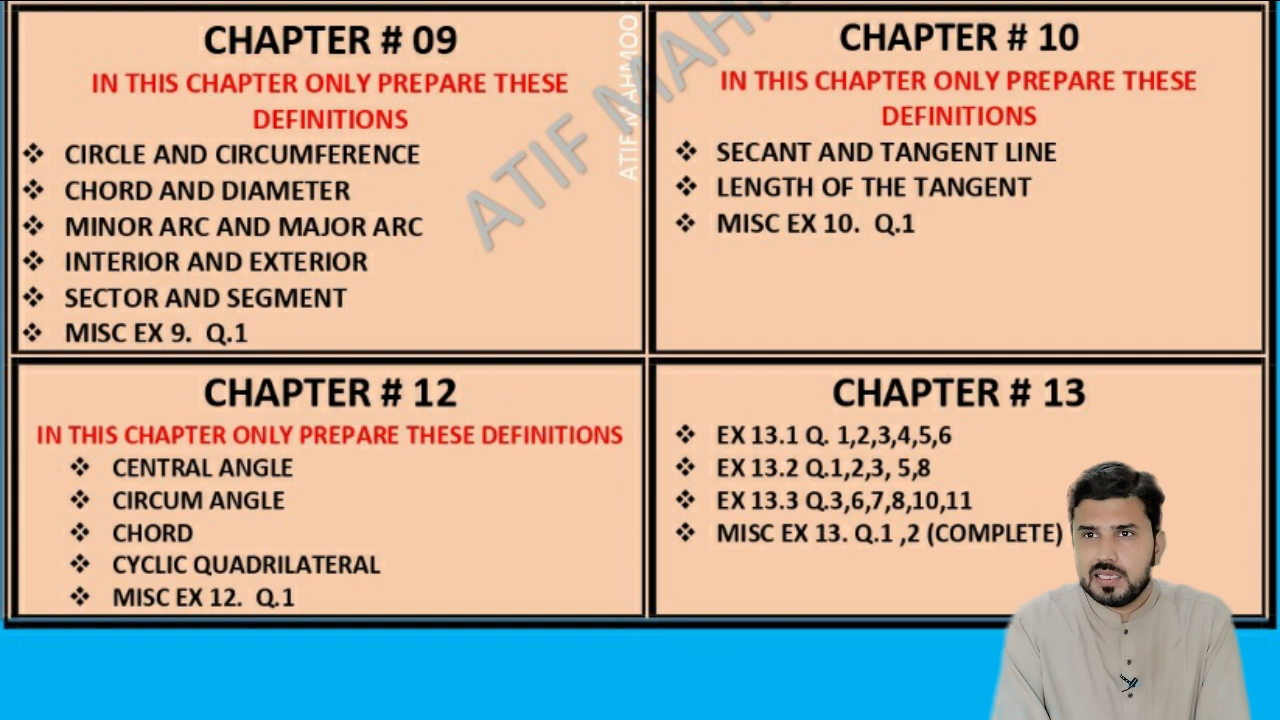 CHAPTER # 09
IN THIS CHAPTER ONLY PREPARE THESE
DEFINITIONS
❖ CIRCLE AND CIRCUMFERENCE
❖ CHORD AND DIAMETER
❖ MINOR ARC AND MAJOR ARC
❖ INTERIOR AND EXTERIOR
❖ SECTOR AND SEGMENT
❖ MISC EX 9. Q.1
CHAPTER # 10
IN THIS CHAPTER ONLY PREPARE THESE
DEFINITIONS
❖ SECANT AND TANGENT LINE
❖ LENGTH OF THE TANGENT
❖ MISC EX 10. Q.1
ATIF MAHM
ATIF MAHMOO
CHAPTER # 12
IN THIS CHAPTER ONLY PREPARE THESE DEFINITIONS
❖ CENTRAL ANGLE
❖ CIRCUM ANGLE
❖ CHORD
❖ CYCLIC QUADRILATERAL
❖ MISC EX 12. Q.1
CHAPTER # 13
❖ EX 13.1 Q. 1,2,3,4,5,6
❖ EX 13.2 Q.1,2,3, 5,8
❖ EX 13.3 Q.3,6,7,8,10,11
❖ MISC EX 13. Q.1 ,2 (COMPLETE)